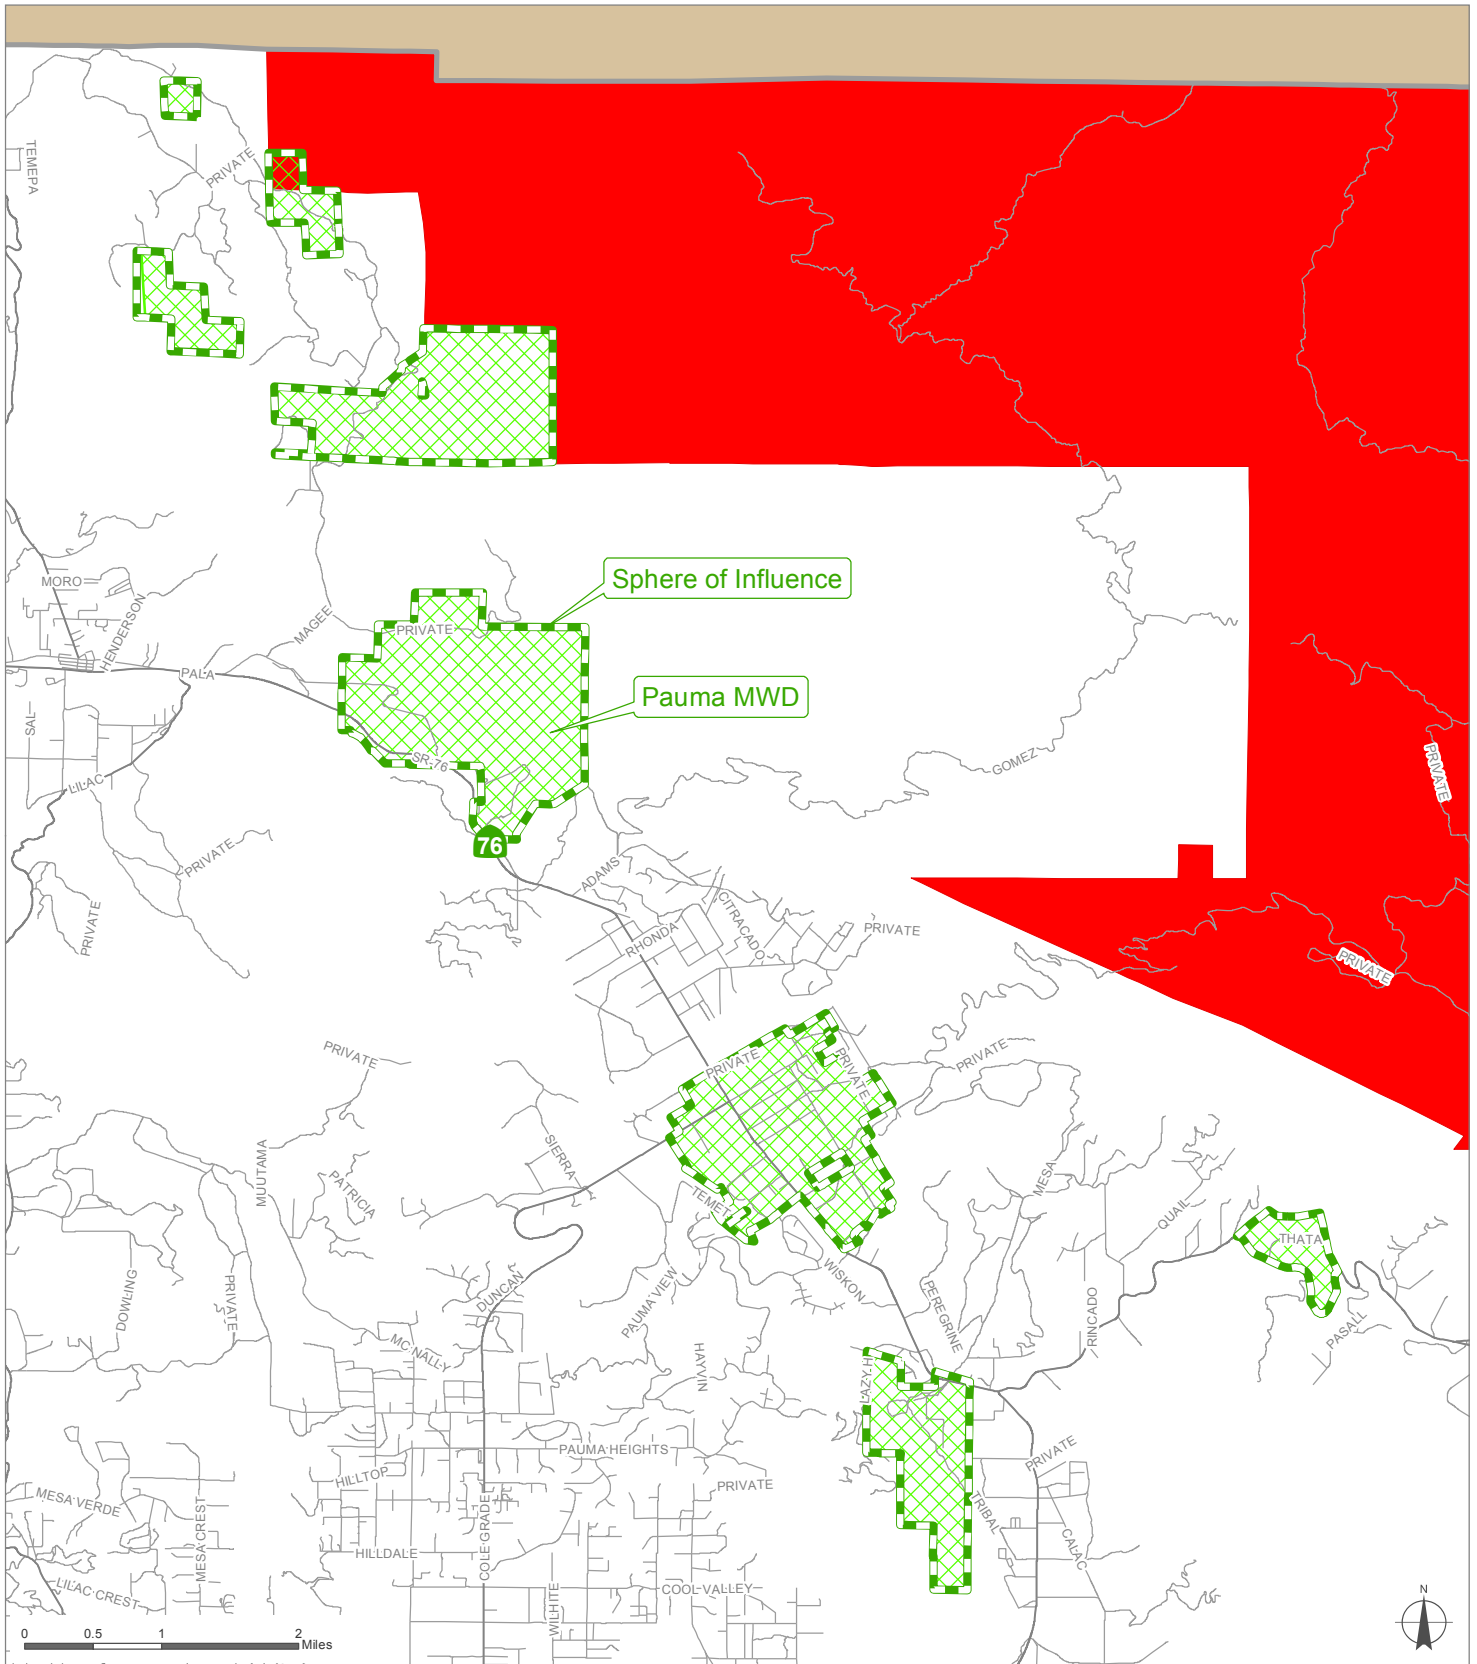 TEMEPA
PRIVATE
Sphere of Influence
MORO
HENDERSON
MAGEE
PRIVATE
PALA
Pauma MWD
SAL
SR-76
GOMEZ
PRIVATE
LILAC
76
PRIVATE
ADAMS
PRIVATE
CITRACADO
RHONDA
PRIVATE
PRIVATE
PRIVATE
PRIVATE
PRIVATE
PRIVATE
MUUTAMA
SIERRA
PATRICIA
TEMET
MESA
QUAIL
THATA
WISKON
DOWLING
PRIVATE
DUNCAN
PAUMA VIEW
PEREGRINE
RINCADO
PASALL
MC NALLY
HAYVIN
LAZY H
PAUMA HEIGHTS
PRIVATE
HILLTOP
PRIVATE
MESA VERDE
MESA CREST
COLE GRADE
TRIBAL
CALAC
HILLDALE
LILAC CREST
WILHITE
COOL VALLEY
N
0 0.5 1 2
Miles